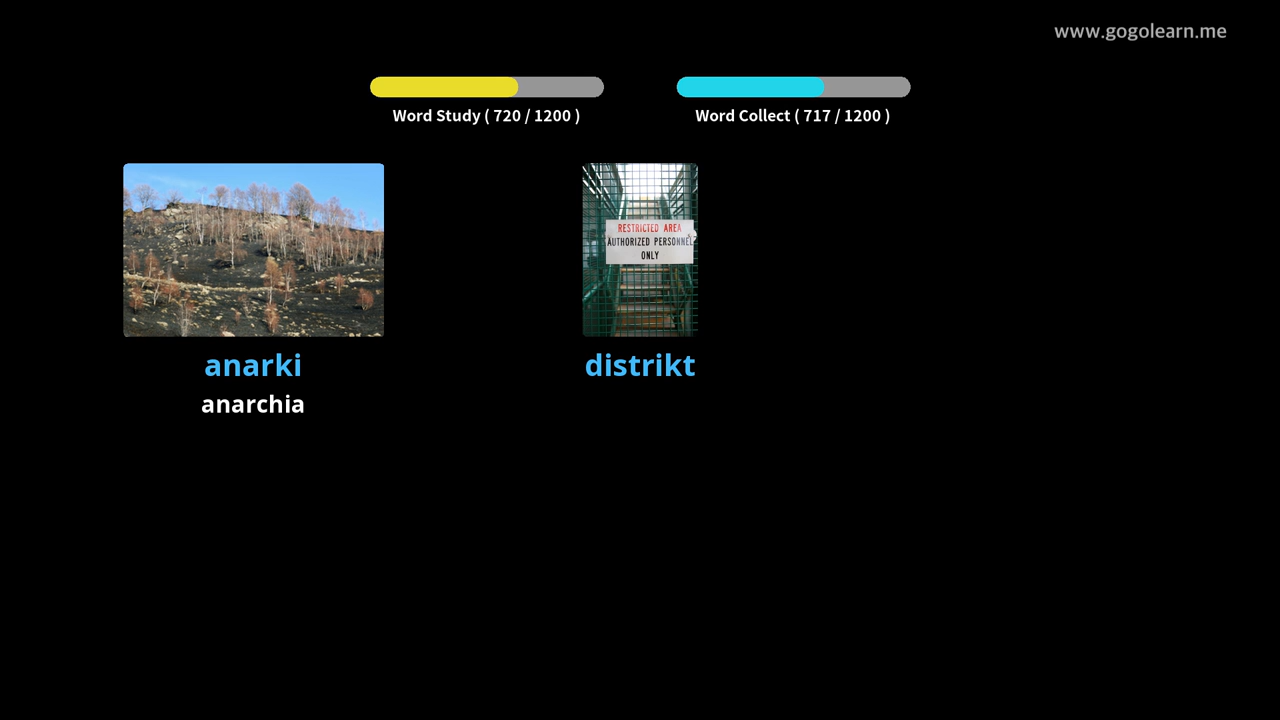 www.gogolearn.me
Word Study ( 720 / 1200 )
Word Collect ( 717 / 1200 )
RESTRICTED AREA
AUTHORIZED PERSONNEL
ONLY
anarki
distrikt
anarchia